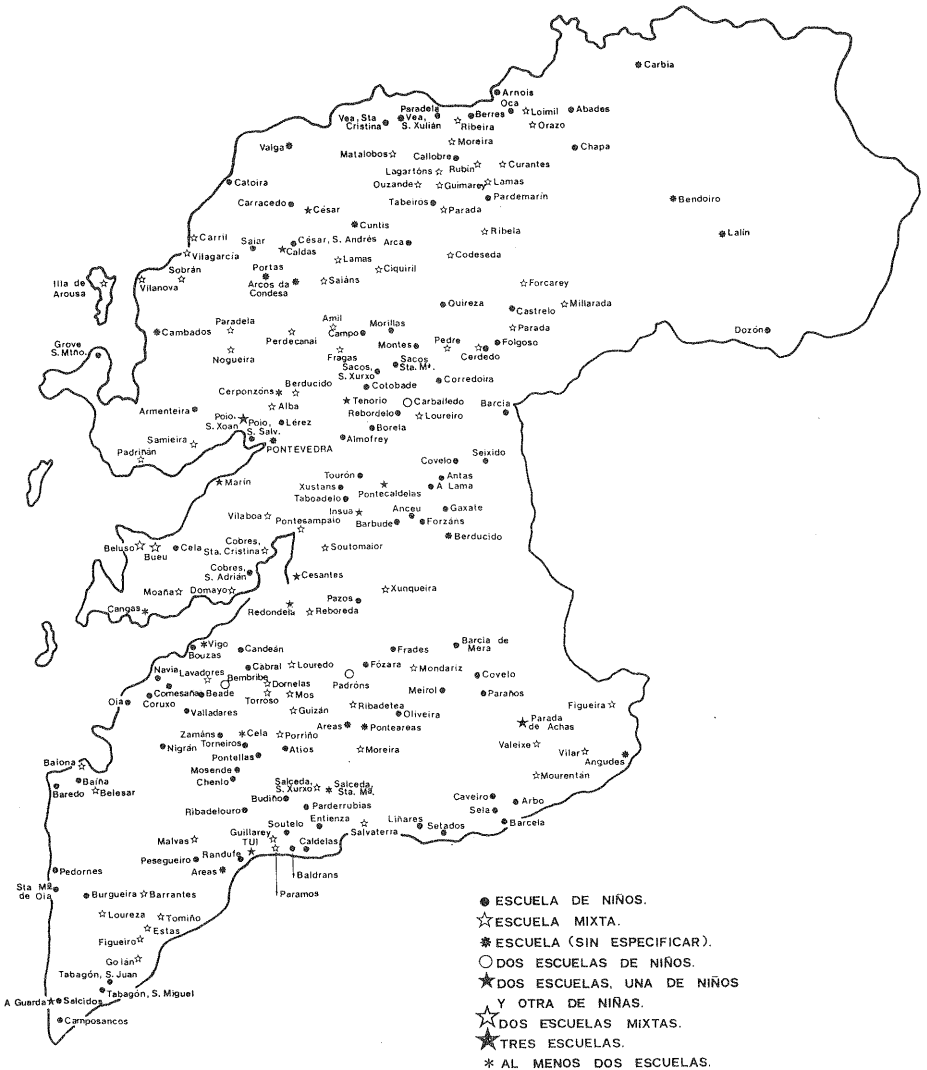 Carbia
Arnois
Oca
Loimil
Abades
Paradela
Vea,
S. Xulián
Berres
Vea, Sta
Cristina
Ribeira
Orazo
Moreira
Valga
Matalobos
Callobre
Chapa
Rubín
Curantes
Lagartóns
Catoira
Ouzande
Guimarey
Lamas
Carracedo
César
Tabeiros
Pardemarín
Parada
Bendoiro
Cuntis
Ribela
Lalín
Carril
Saiar
César, S. Andrés
Arca
Caldas
Vilagarcía
Lamas
Codeseda
Sobrán
Portas
Ciquiril
Illa de
Arousa
Vilanova
Arcos da
Condesa
Saiáns
Forcarey
Quireza
Castrelo
Millarada
Cambados
Paradela
Amil
Morillas
Campo
Parada
Dozón
Perdecanai
Grove
S. Mtño.
Nogueira
Montes
Pedre
Folgoso
Cerdedo
Fragas
Sacos,
S. Xurxo
Sacos
Sta. Mª.
Cerponzóns
Berducido
Cotobade
Corredoira
Armenteira
Alba
Tenorio
Carballedo
Barcia
Poio,
S. Xoan
Poio,
S. Salv.
Lérez
Rebordelo
Loureiro
Borela
Samieira
PONTEVEDRA
Almofrey
Padriñán
Covelo
Seixido
Marín
Tourón
Antas
Xustans
Pontecaldelas
A Lama
Taboadelo
Insua
Anceu
Gaxate
Vilaboa
Pontesampaio
Barbude
Forzáns
Berducido
Beluso
Bueu
Cela
Cobres,
Sta. Cristina
Soutomaior
Cobres,
S. Adrián
Cesantes
Moaña
Domayo
Xunqueira
Cangas
Redondela
Reboreda
Pazos
Vigo
Bouzas
Candeán
Frades
Barcia de
Mera
Navia
Lavadores
Cabral
Louredo
Fózara
Mondariz
Bembribe
Padróns
Covelo
Comesaña
Beade
Dornelas
Meirol
Paraños
Oia
Coruxo
Torroso
Mos
Figueira
Valladares
Guizán
Ribadetea
Oliveira
Parada
de Achas
Areas
Ponteareas
Zamáns
Cela
Porriño
Nigrán
Torneiros
Atios
Moreira
Valeixe
Vilar
Angudes
Pontellas
Baiona
Mosende
Chenlo
Mourentán
Baíña
Baredo
Belesar
Salceda,
S. Xurxo
Salceda,
Sta. Mª.
Budiño
Caveiro
Arbo
Ribadelouro
Parderrubias
Sela
Soutelo
Entienza
Liñares
Barcela
Guillarey
Salvaterra
Setados
Malvas
TUI
Caldelas
Pesegueiro
Randufe
Pedornes
Areas
Baldrans
Sta Mª
de Oia
Burgueira
Barrantes
Paramos
Loureza
Tomiño
Estas
Figueiro
Goián
Tabagón, S. Juan
Tabagón, S. Miguel
A Guarda
Salcidos
Camposancos
ESCUELA DE NIÑOS.
ESCUELA MIXTA.
ESCUELA (SIN ESPECIFICAR).
DOS ESCUELAS DE NIÑOS.
DOS ESCUELAS, UNA DE NIÑOS
Y OTRA DE NIÑAS.
DOS ESCUELAS MIXTAS.
TRES ESCUELAS.
AL MENOS DOS ESCUELAS.